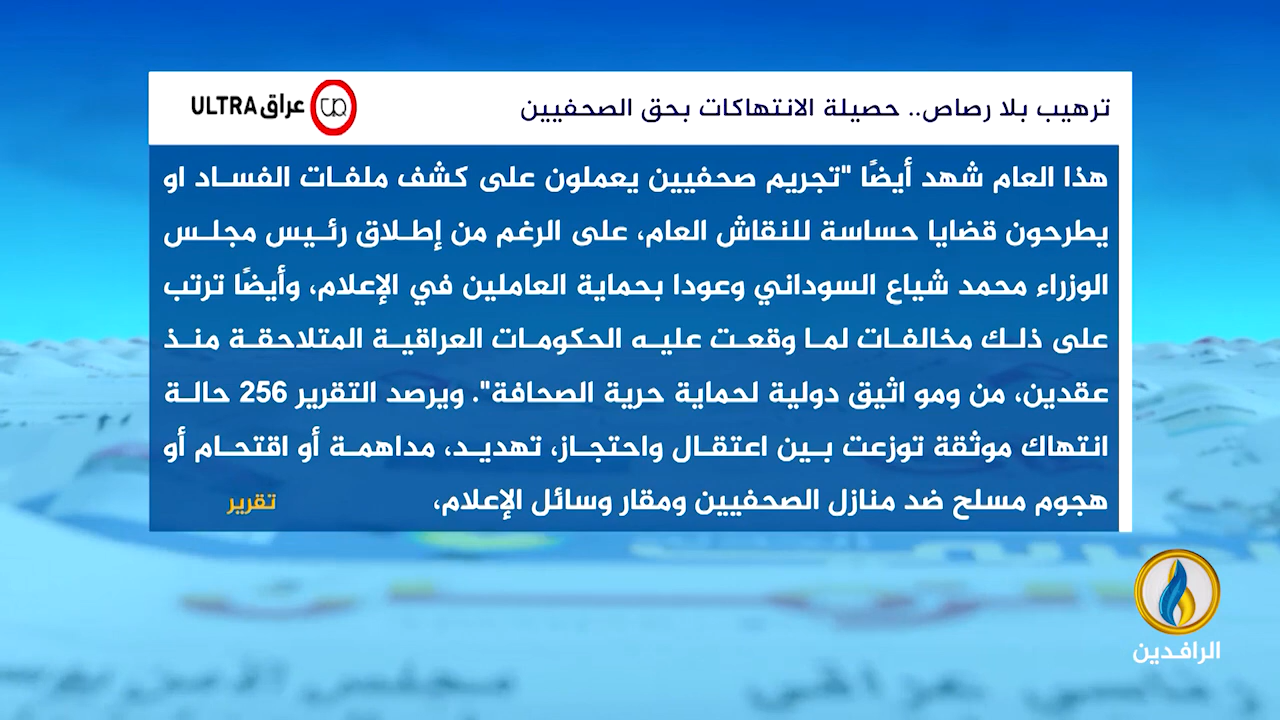 ترهيب بلا رصاص.. حصيلة الانتهاكات بحق الصحفيين
ULTRA عراق
هذا العام شهد أيضًا "تجريم صحفيين يعملون على كشف ملفات الفساد او
يطرحون قضايا حساسة للنقاش العام، على الرغم من إطلاق رئيس مجلس
الوزراء محمد شياع السوداني وعودا بحماية العاملين في الإعلام، وأيضًا ترتب
على ذلك مخالفات لما وقعت عليه الحكومات العراقية المتلاحقة منذ
عقدين، من ومو اثيق دولية لحماية حرية الصحافة". ويرصد التقرير 256 حالة
انتهاك موثقة توزعت بين اعتقال واحتجاز، تهديد، مداهمة أو اقتحام أو
هجوم مسلح ضد منازل الصحفيين ومقار وسائل الإعلام،
تقرير
الرافدين
مجلس الأمن